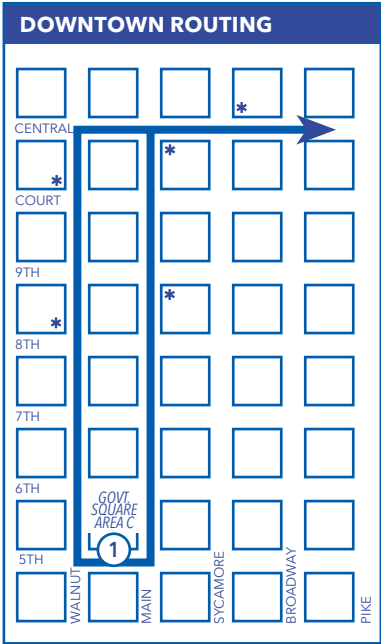 DOWNTOWN ROUTING
*
CENTRAL
*
*
COURT
9TH
*
*
8TH
7TH
6TH
GOVT.
SQUARE
AREA C
5TH
1
WALNUT
MAIN
SYCAMORE
BROADWAY
PIKE